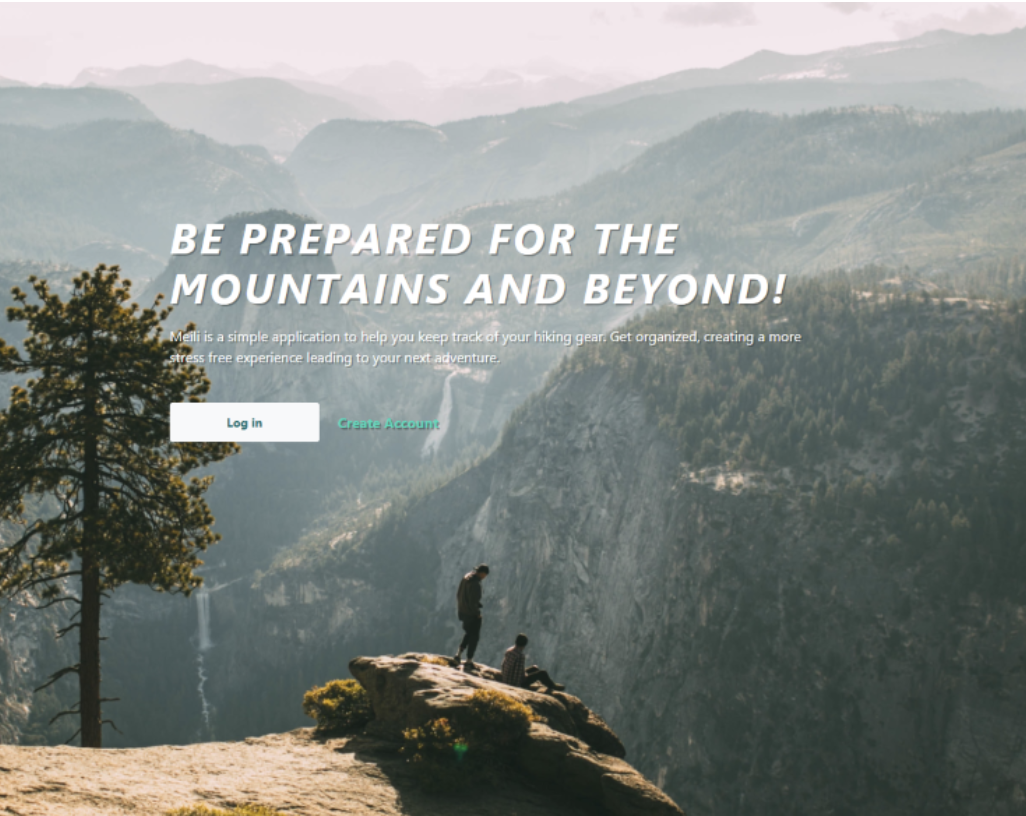 BE PREPARED FOR THE
MOUNTAINS AND BEYOND!
Meili is a simple application to help you keep track of your hiking gear. Get organized, creating a more
stress free experience leading to your next adventure.
Log in
Create Account